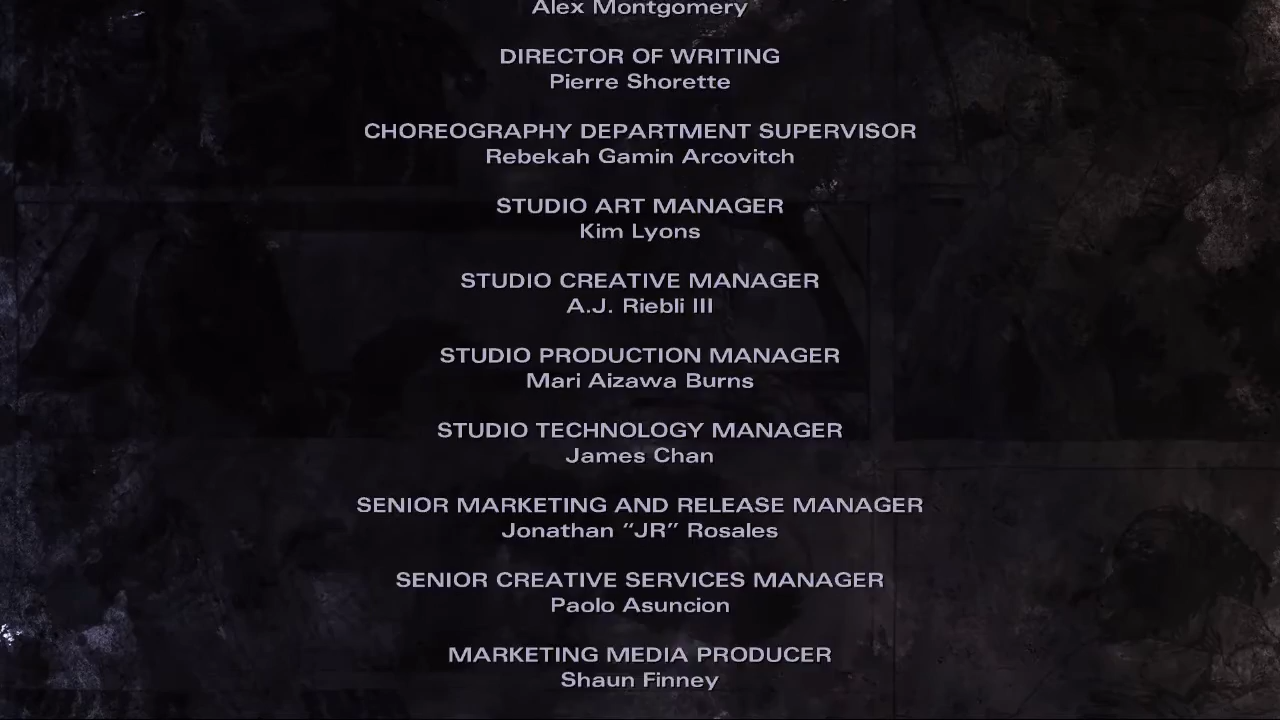 Alex Montgomery
DIRECTOR OF WRITING
Pierre Shorette
CHOREOGRAPHY DEPARTMENT SUPERVISOR
Rebekah Gamin Arcovitch
STUDIO ART MANAGER
Kim Lyons
STUDIO CREATIVE MANAGER
A.J. Riebli III
STUDIO PRODUCTION MANAGER
Mari Aizawa Burns
STUDIO TECHNOLOGY MANAGER
James Chan
SENIOR MARKETING AND RELEASE MANAGER
Jonathan “JR” Rosales
SENIOR CREATIVE SERVICES MANAGER
Paolo Asuncion
MARKETING MEDIA PRODUCER
Shaun Finney